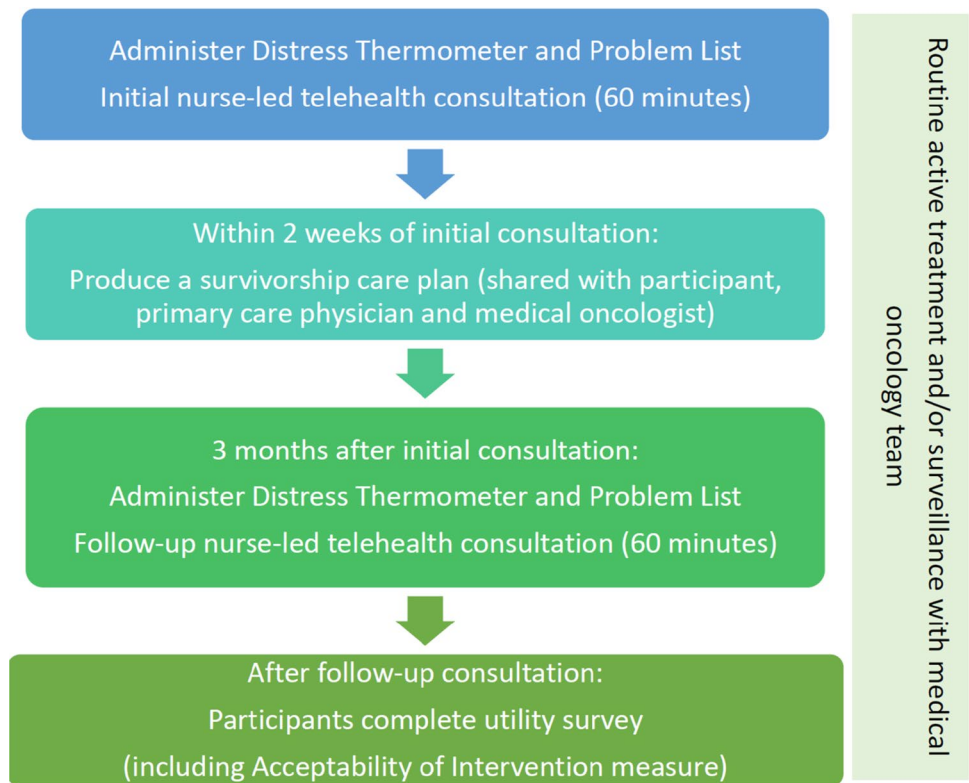 Administer Distress Thermometer and Problem List
Initial nurse-led telehealth consultation (60 minutes)
Within 2 weeks of initial consultation:
Produce a survivorship care plan (shared with participant,
primary care physician and medical oncologist)
3 months after initial consultation:
Administer Distress Thermometer and Problem List
Follow-up nurse-led telehealth consultation (60 minutes)
After follow-up consultation:
Participants complete utility survey
(including Acceptability of Intervention measure)
Routine active treatment and/or surveillance with medical
oncology team